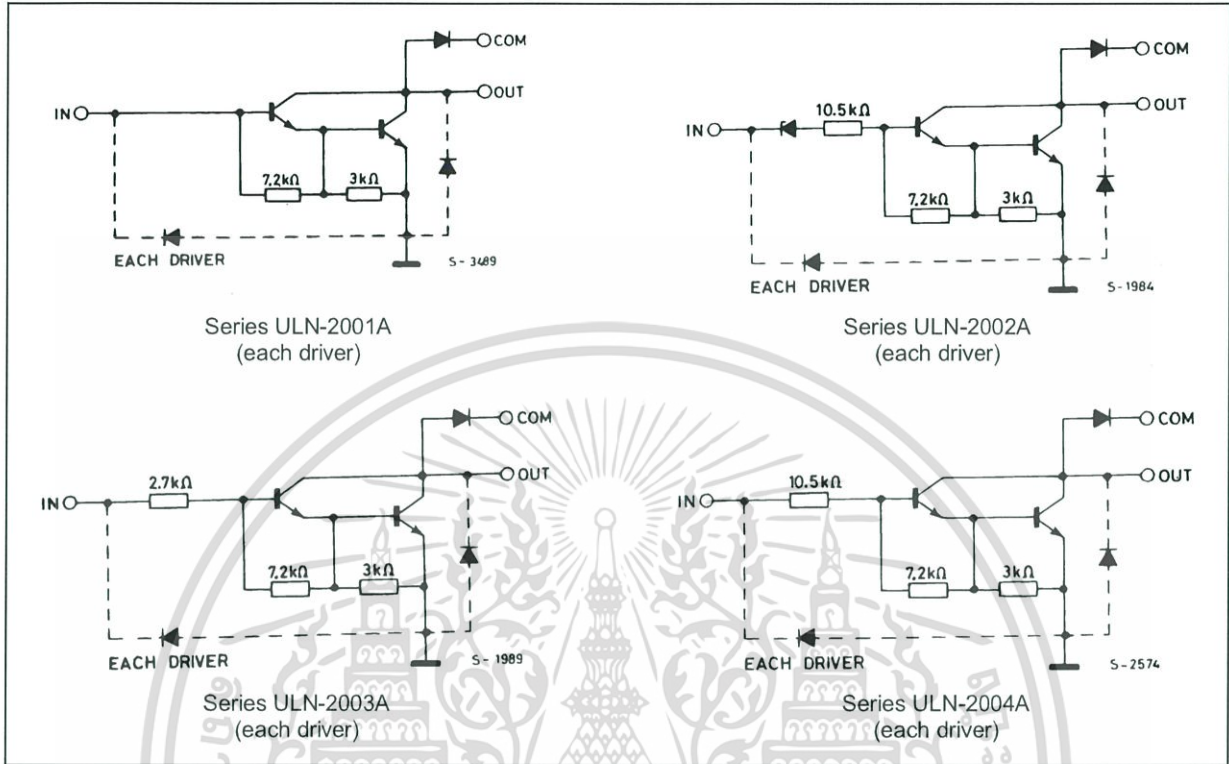 COM
OUT
IN
7.2kΩ
3kΩ
EACH DRIVER
S-3489
Series ULN-2001A
(each driver)
COM
OUT
IN
10.5kΩ
7.2kΩ
3kΩ
EACH DRIVER
S-1984
Series ULN-2002A
(each driver)
COM
OUT
IN
2.7kΩ
7.2kΩ
3kΩ
EACH DRIVER
S-1989
Series ULN-2003A
(each driver)
COM
OUT
IN
10.5kΩ
7.2kΩ
3kΩ
EACH DRIVER
S-2574
Series ULN-2004A
(each driver)